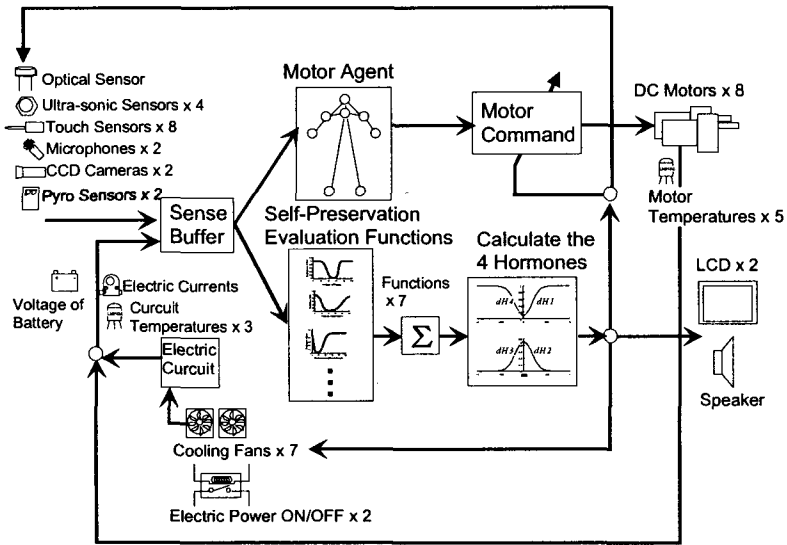 Optical Sensor
Ultra-sonic Sensors x 4
Touch Sensors x 8
Microphones x 2
CCD Cameras x 2
Pyro Sensors x 2
Sense
Buffer
Motor Agent
Motor
Command
DC Motors x 8
Motor
Temperatures x 5
Self-Preservation
Evaluation Functions
Functions
x 7
Σ
Calculate the
4 Hormones
dH4
dH1
dH3
dH2
LCD x 2
Speaker
Voltage of
Battery
Electric Currents
Curcuit
Temperatures x 3
Electric
Curcuit
Cooling Fans x 7
Electric Power ON/OFF x 2